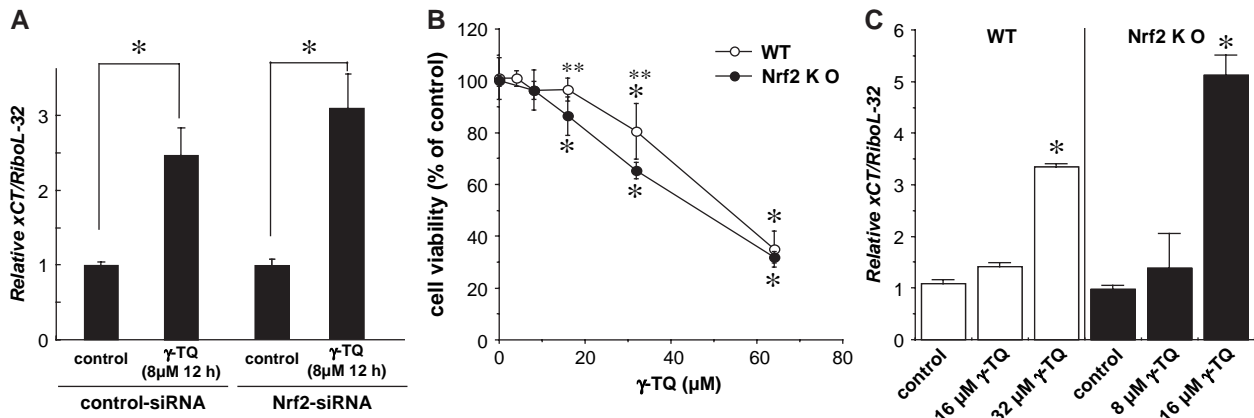 A
Relative xCT/RiboL-32
*
*
3
2
1
0
control
γ-TQ
(8μM 12 h)
control
γ-TQ
(8μM 12 h)
control-siRNA
Nrf2-siRNA
B
cell viability (% of control)
120
100
80
60
40
20
0
WT
Nrf2 K O
**
**
*
*
*
*
*
0
20
40
60
80
γ-TQ (μM)
C
Relative xCT/RiboL-32
WT
Nrf2 K O
*
*
6
5
4
3
2
1
0
control
16 μM γ-TQ
32 μM γ-TQ
control
8 μM γ-TQ
16 μM γ-TQ